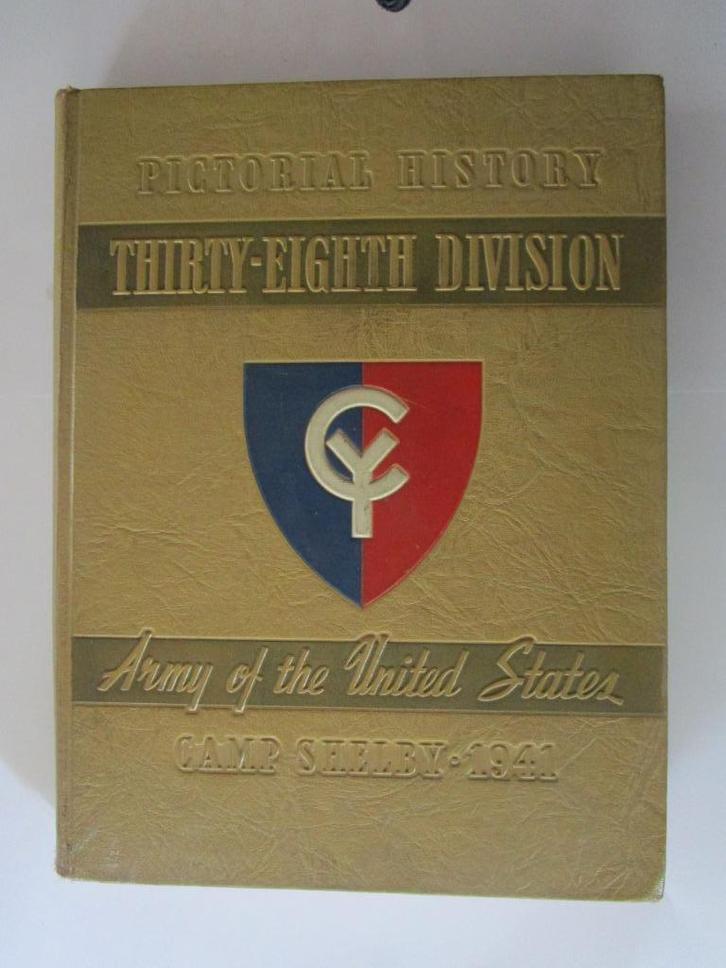 PICTORIAL HISTORY
THIRTY-EIGHTH DIVISION
CY
Army of the United States
CAMP SHELBY · 1941